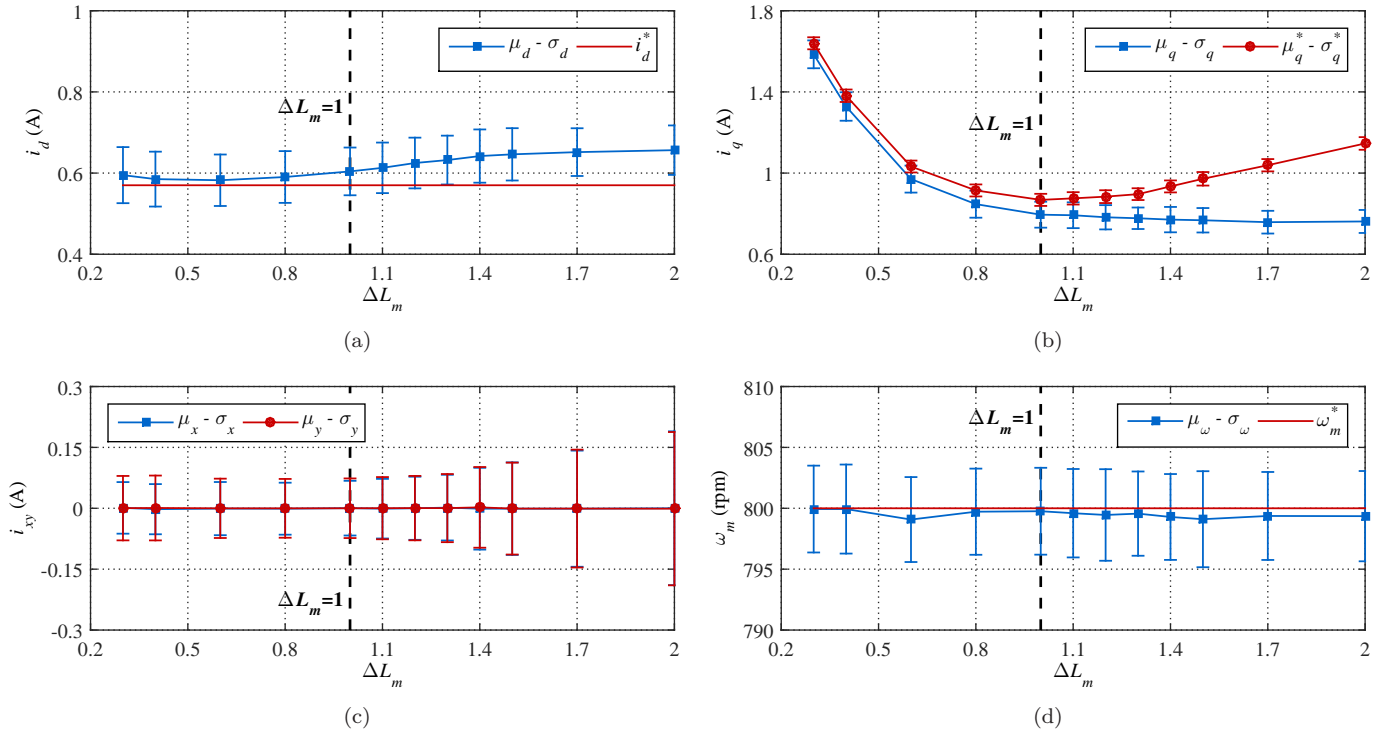 1
0.8
0.6
0.4
0.2 0.5 0.8 1.1 1.4 1.7 2
i_d (A)
ΔL_m
μ_d - σ_d i_d^*
ΔL_m=1
(a)
1.8
1.4
1
0.6
0.2 0.5 0.8 1.1 1.4 1.7 2
i_q (A)
ΔL_m
μ_q - σ_q μ_q^* - σ_q^*
ΔL_m=1
(b)
0.3
0.15
0
-0.15
-0.3
0.2 0.5 0.8 1.1 1.4 1.7 2
i_xy (A)
ΔL_m
μ_x - σ_x μ_y - σ_y
ΔL_m=1
(c)
810
805
800
795
790
0.2 0.5 0.8 1.1 1.4 1.7 2
ω_m (rpm)
ΔL_m
μ_ω - σ_ω ω_m^*
ΔL_m=1
(d)